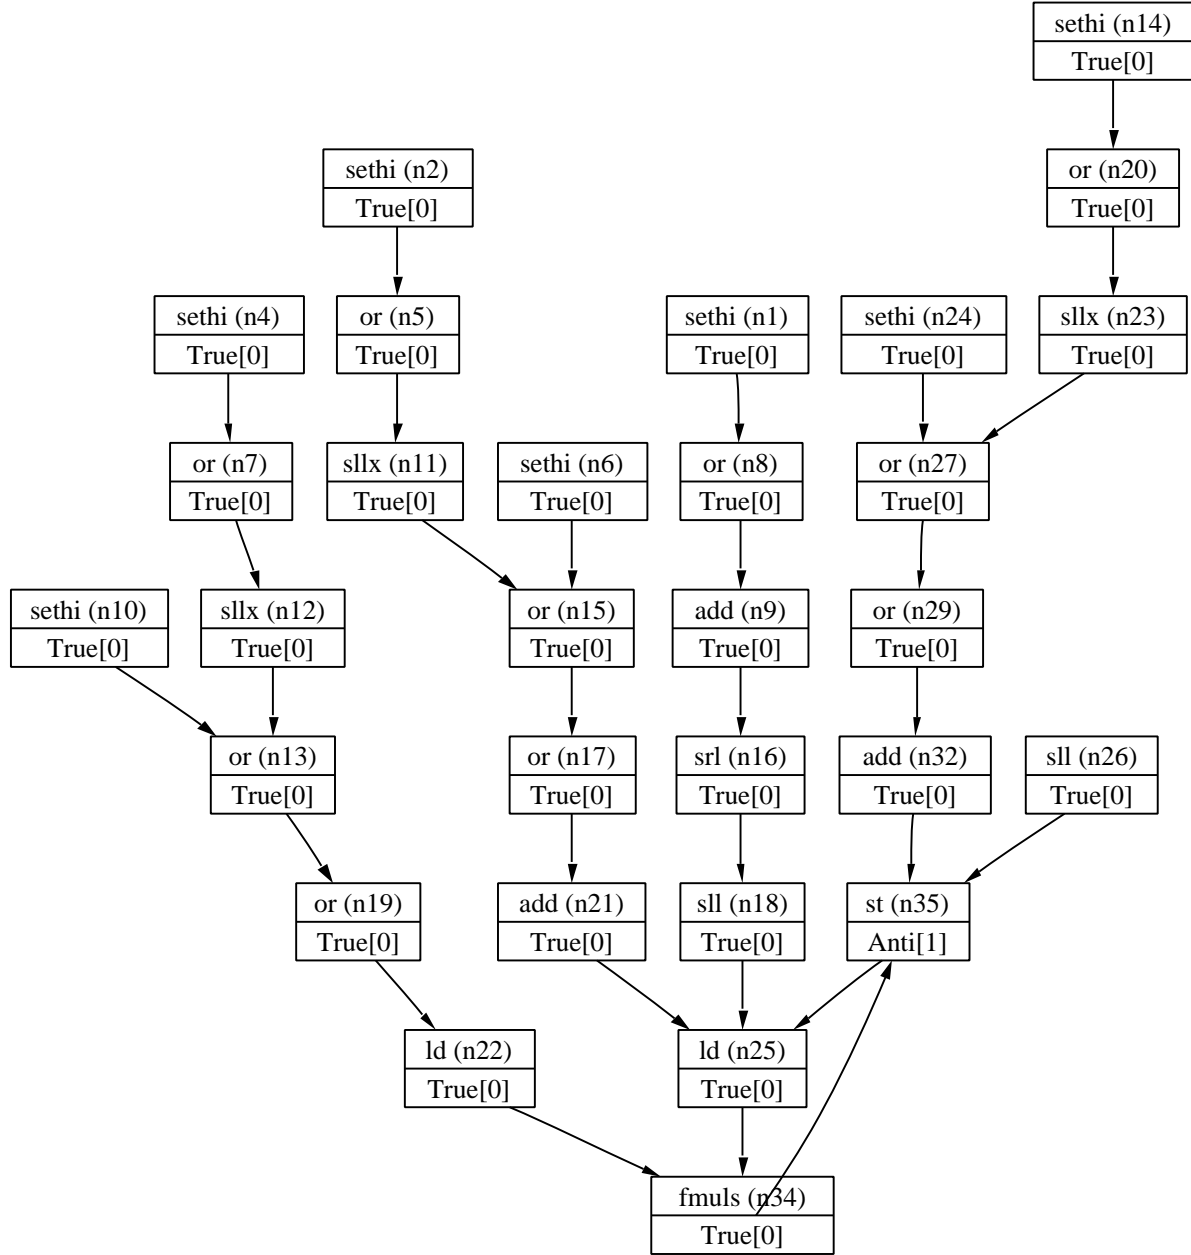 sethi (n14)
True[0]
sethi (n2)
True[0]
or (n20)
True[0]
sethi (n4)
True[0]
or (n5)
True[0]
sethi (n1)
True[0]
sethi (n24)
True[0]
sllx (n23)
True[0]
or (n7)
True[0]
sllx (n11)
True[0]
sethi (n6)
True[0]
or (n8)
True[0]
or (n27)
True[0]
sethi (n10)
True[0]
sllx (n12)
True[0]
or (n15)
True[0]
add (n9)
True[0]
or (n29)
True[0]
or (n13)
True[0]
or (n17)
True[0]
srl (n16)
True[0]
add (n32)
True[0]
sll (n26)
True[0]
or (n19)
True[0]
add (n21)
True[0]
sll (n18)
True[0]
st (n35)
Anti[1]
ld (n22)
True[0]
ld (n25)
True[0]
fmuls (n34)
True[0]